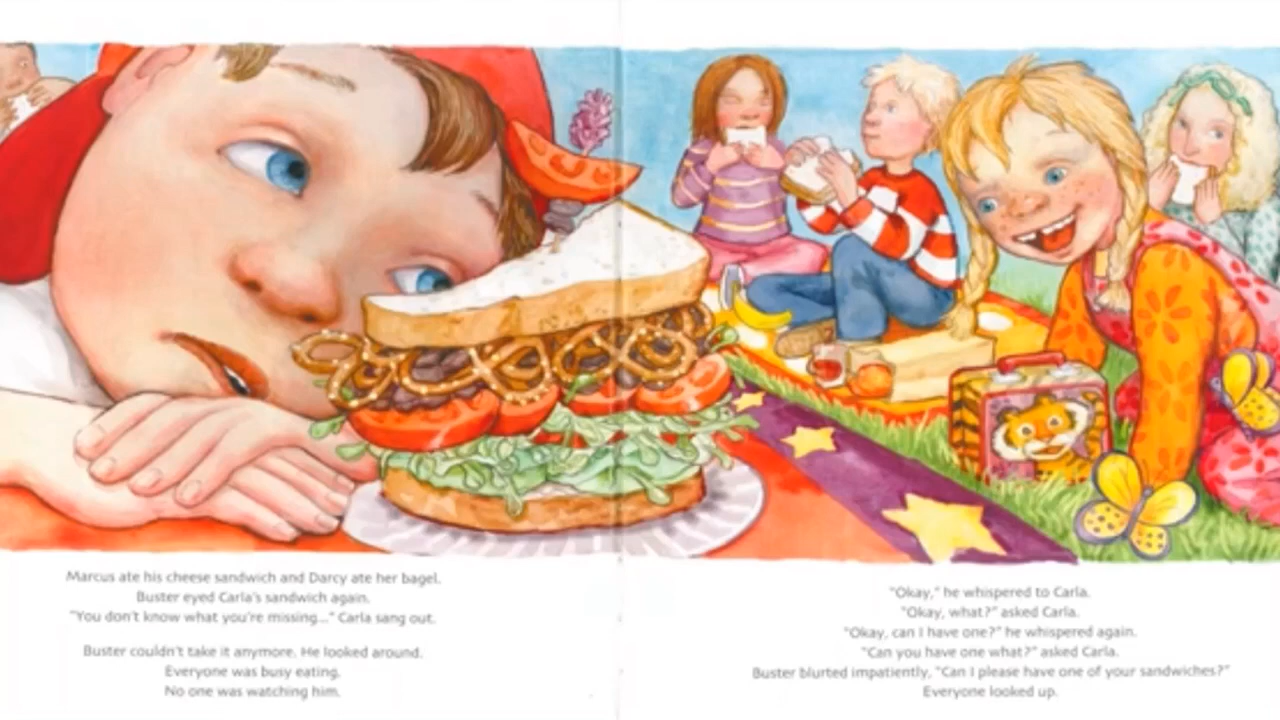 Marcus ate his cheese sandwich and Darcy ate her bagel.
Buster eyed Carla's sandwich again.
"You don't know what you're missing..." Carla sang out.
Buster couldn't take it anymore. He looked around.
Everyone was busy eating.
No one was watching him.
"Okay," he whispered to Carla.
"Okay, what?" asked Carla.
"Okay, can I have one?" he whispered again.
"Can you have one what?" asked Carla.
Buster blurted impatiently, "Can I please have one of your sandwiches?"
Everyone looked up.